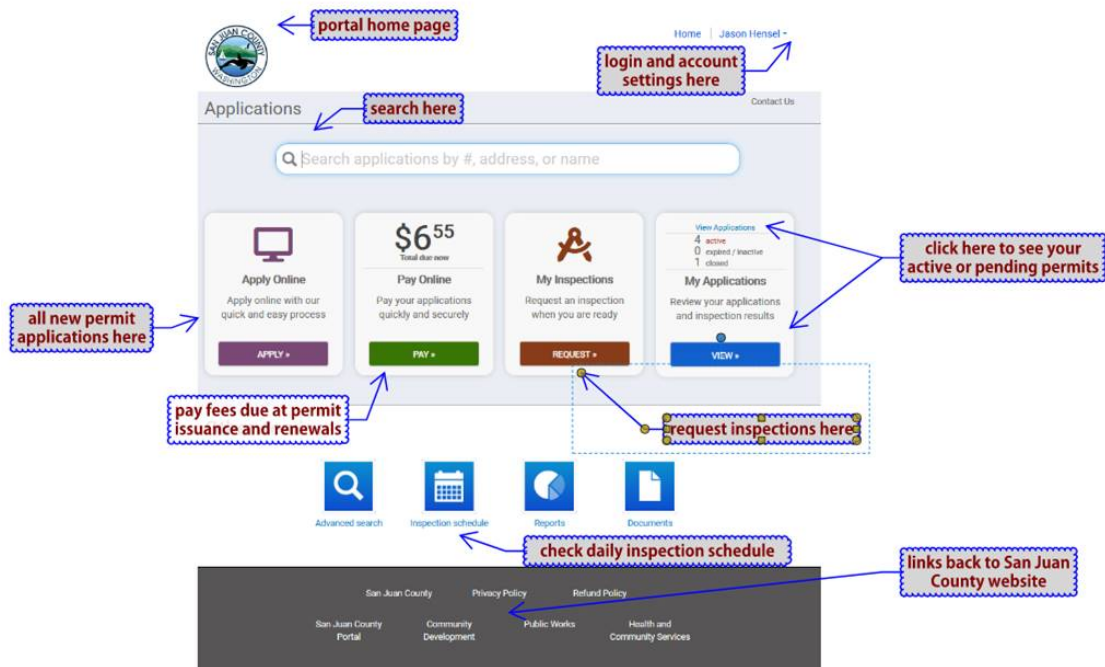 portal home page
SAN JUAN COUNTY
WASHINGTON
Home | Jason Hensel
login and account
settings here
Applications
search here
Contact Us
Search applications by #, address, or name
Apply Online
Apply online with our
quick and easy process
APPLY »
$6 55
Total due now
Pay Online
Pay your applications
quickly and securely
PAY »
My Inspections
Request an inspection
when you are ready
REQUEST »
View Applications
4 active
0 expired / inactive
1 closed
My Applications
Review your applications
and inspection results
VIEW »
click here to see your
active or pending permits
all new permit
applications here
pay fees due at permit
issuance and renewals
request inspections here
Advanced search
Inspection schedule
Reports
Documents
check daily inspection schedule
links back to San Juan
County website
San Juan County
Privacy Policy
Refund Policy
San Juan County
Portal
Community
Development
Public Works
Health and
Community Services